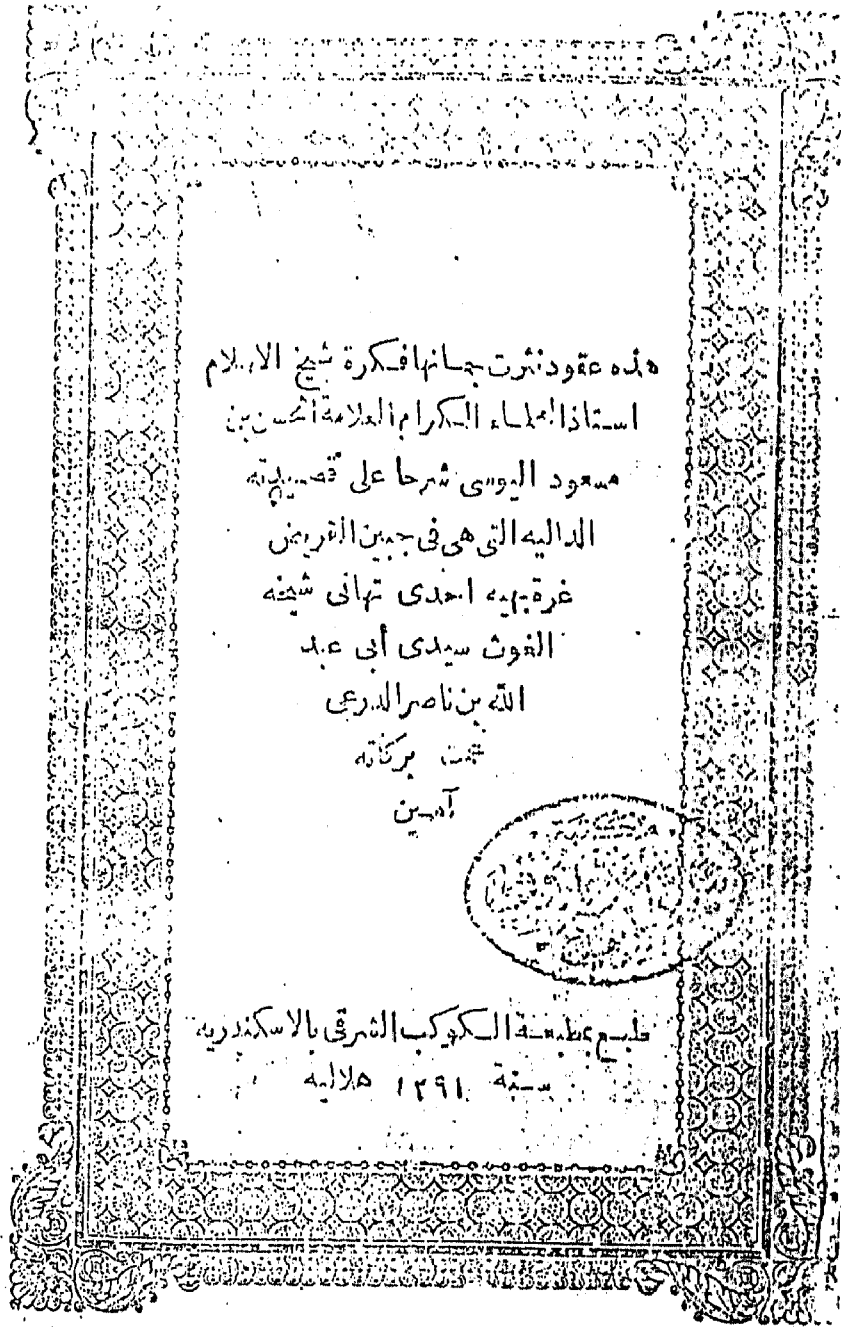 هذه عقود نثرت جمانها فكرة شيخ الاسلام
استاذ العلماء الكرام العلامة الحسن بن
مسعود اليوسى شرحا على قصيدته
الداليه التى هى فى جبين القريض
غرة بهيه احدى تهانى شيخه
الغوث سيدى أبى عبد
الله بن ناصر الدرعى
عمت بركاته
آمين
طبع بمطبعة الكوكب الشرقى بالاسكندريه
سنة ١٢٩١ هلاليه